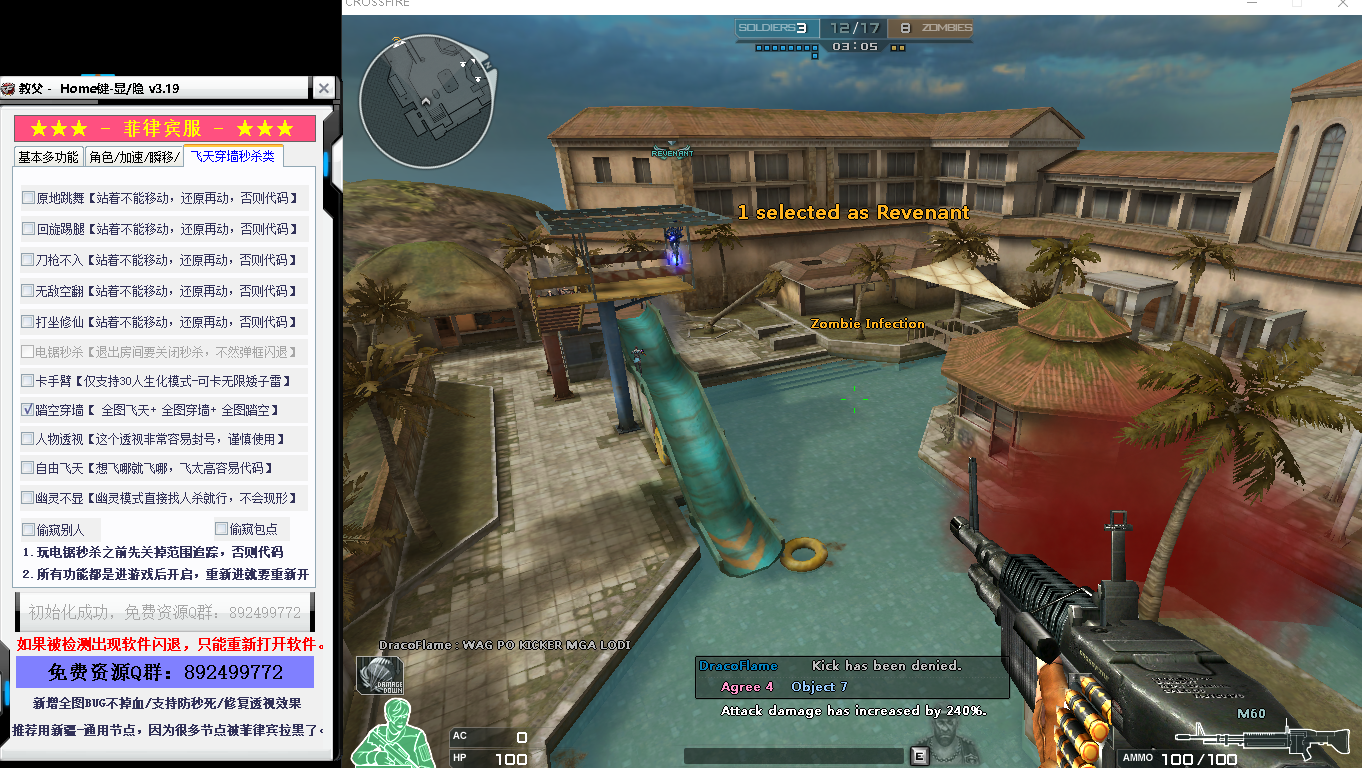 教父 - Home键-显/隐 v3.19
★★★ - 菲律宾服 - ★★★
基本多功能 角色/加速/瞬移/ 飞天穿墙秒杀类
原地跳舞【站着不能移动，还原再动，否则代码】
回旋踢腿【站着不能移动，还原再动，否则代码】
刀枪不入【站着不能移动，还原再动，否则代码】
无敌空翻【站着不能移动，还原再动，否则代码】
打坐修仙【站着不能移动，还原再动，否则代码】
电锯秒杀【退出房间要关闭秒杀，不然弹框闪退】
卡手臂【仅支持30人生化模式-可卡无限矮子雷】
踏空穿墙【 全图飞天+ 全图穿墙+ 全图踏空】
人物透视【这个透视非常容易封号，谨慎使用】
自由飞天【想飞哪就飞哪，飞太高容易代码】
幽灵不显【幽灵模式直接找人杀就行，不会现形】
偷窥别人 偷窥包点
1.玩电锯秒杀之前先关掉范围追踪，否则代码
2.所有功能都是进游戏后开启，重新进就要重新开
初始化成功，免费资源Q群：892499772
如果被检测出现软件闪退，只能重新打开软件。
免费资源Q群：892499772
新增全图BUG不掉血/支持防秒死/修复透视效果
推荐用新疆-通用节点，因为很多节点被菲律宾拉黑了
CROSSFIRE
SOLDIERS 3 12/17 8 ZOMBIES
03:05
N
REVENANT
1 selected as Revenant
Zombie Infection
DracoFlame : WAG PO KICKER MGA LODI
DAMAGE DOWN
DracoFlame Kick has been denied.
Agree 4 Object 7
Attack damage has increased by 240%.
AC 0
HP 100
E
M60
AMMO 100/100